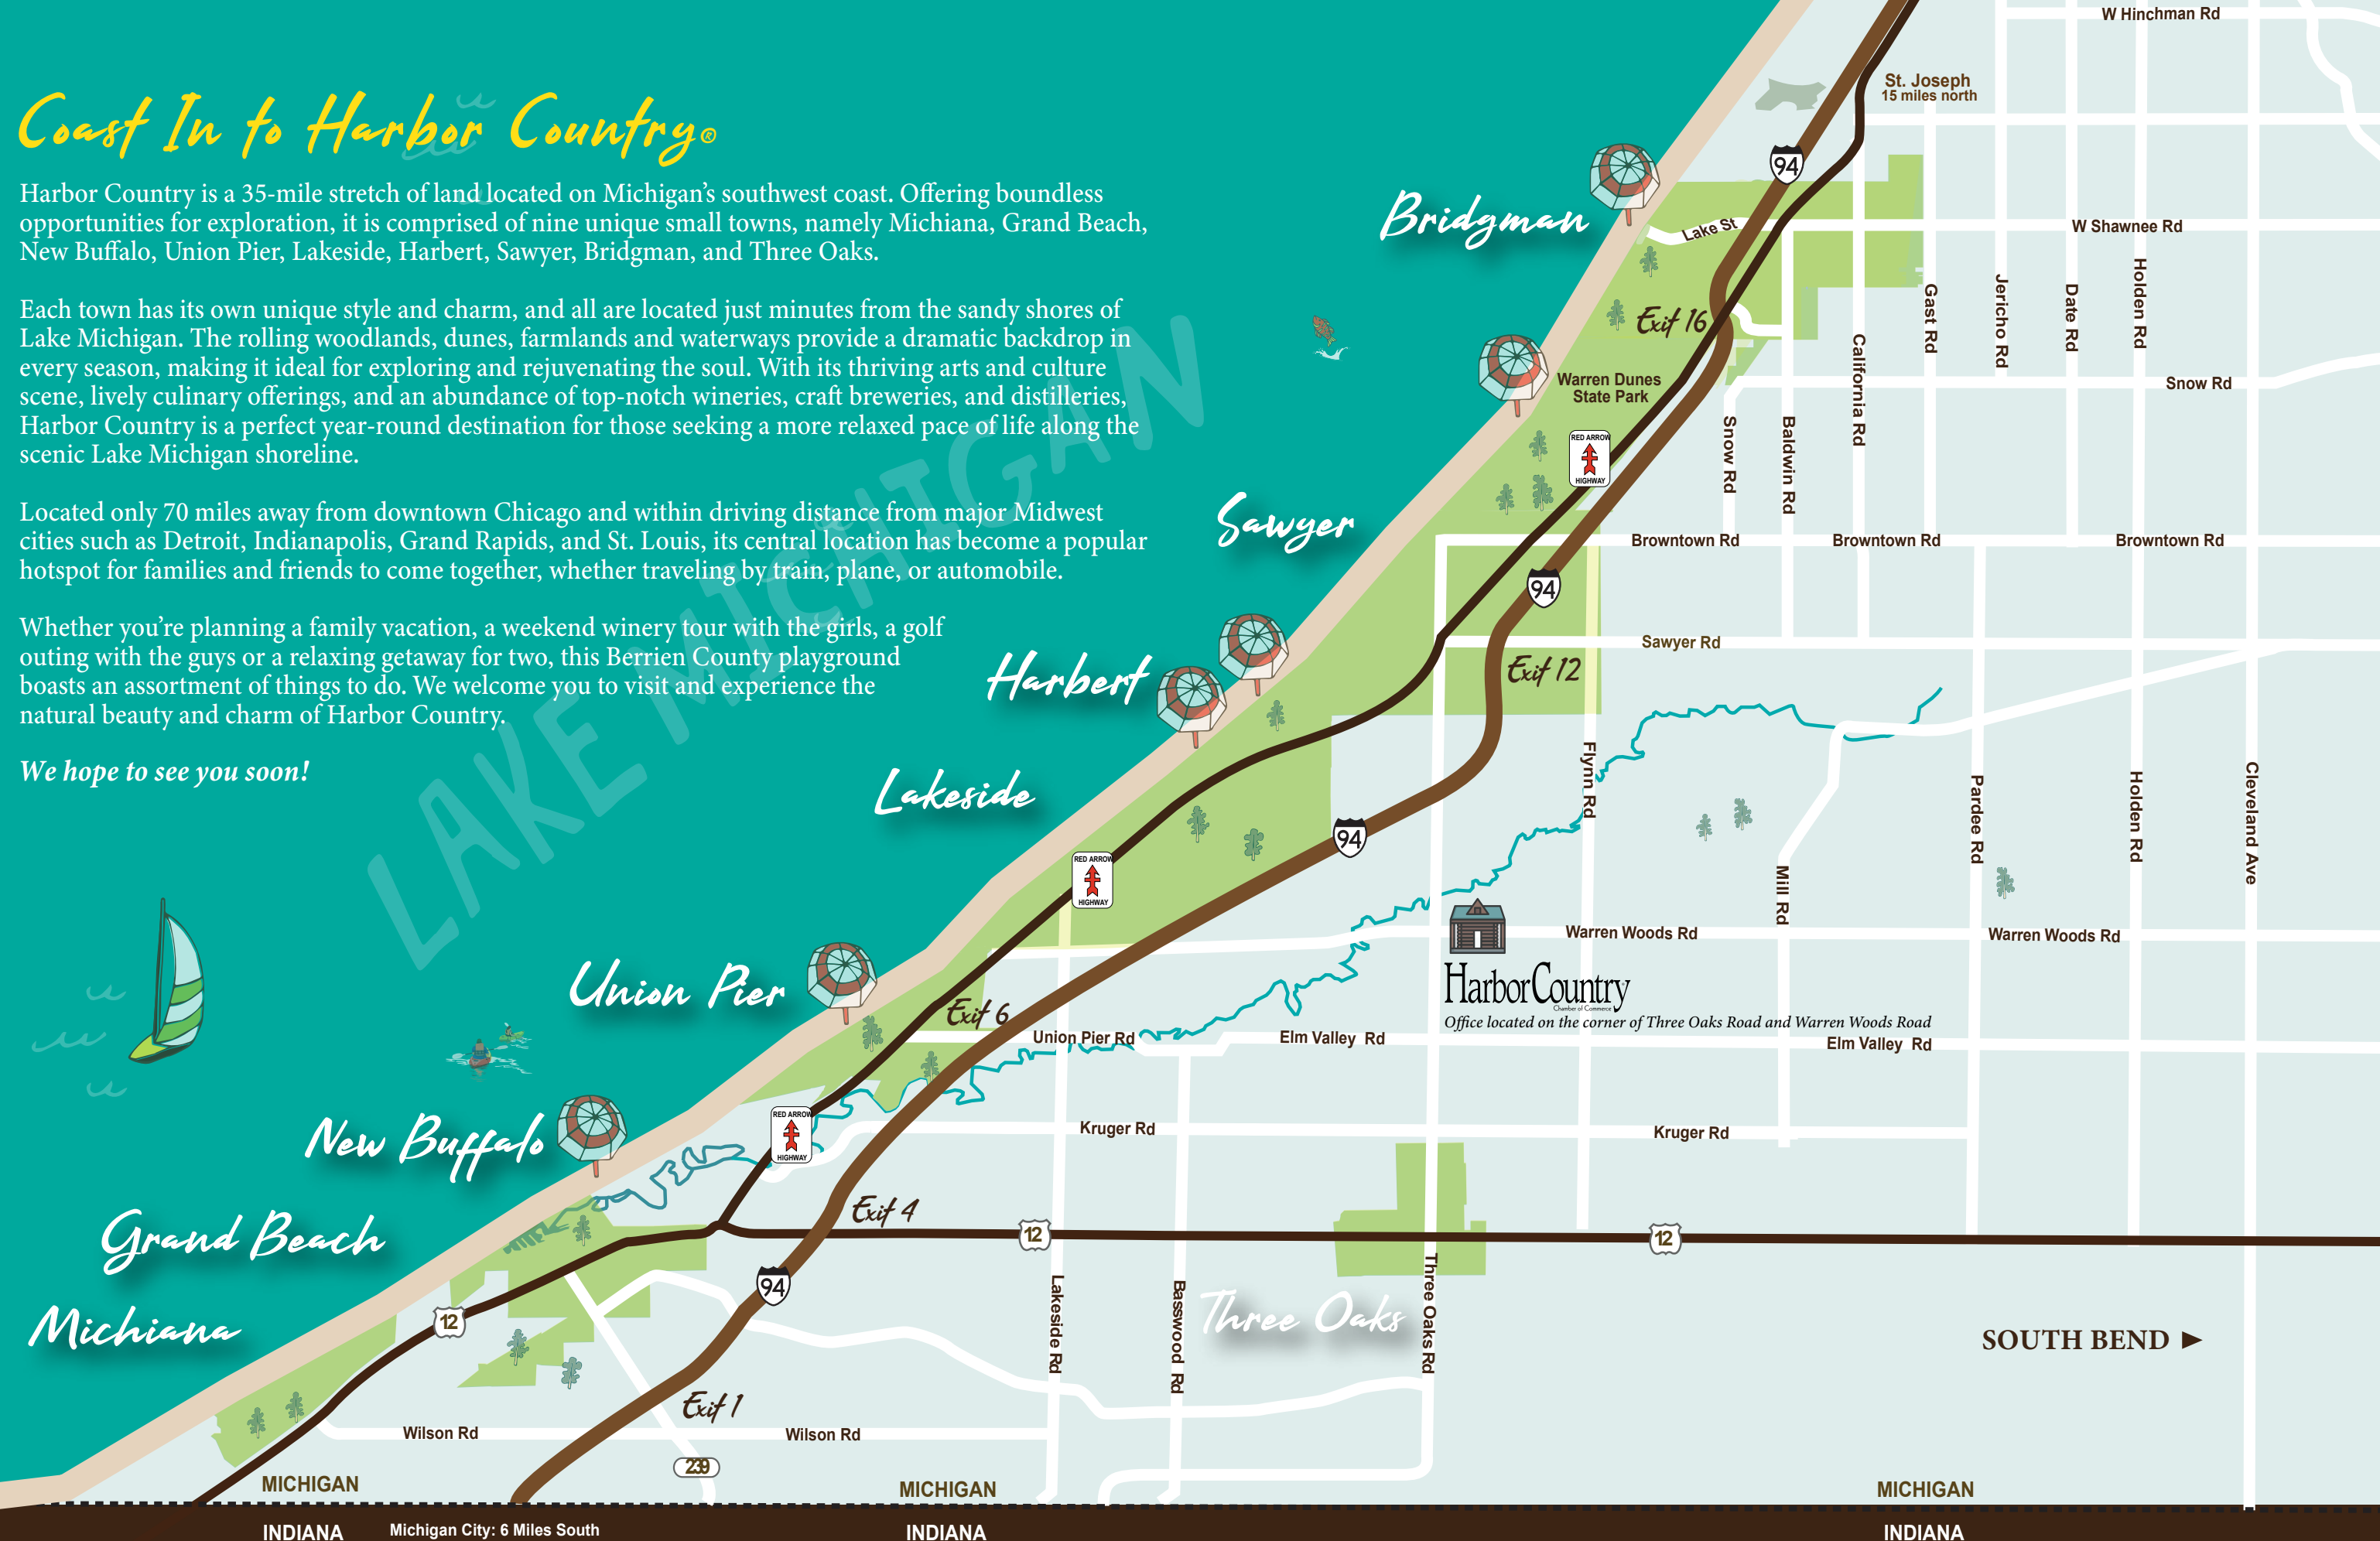 Coast In to Harbor Country®
Harbor Country is a 35-mile stretch of land located on Michigan's southwest coast. Offering boundless
opportunities for exploration, it is comprised of nine unique small towns, namely Michiana, Grand Beach,
New Buffalo, Union Pier, Lakeside, Harbert, Sawyer, Bridgman, and Three Oaks.
Each town has its own unique style and charm, and all are located just minutes from the sandy shores of
Lake Michigan. The rolling woodlands, dunes, farmlands and waterways provide a dramatic backdrop in
every season, making it ideal for exploring and rejuvenating the soul. With its thriving arts and culture
scene, lively culinary offerings, and an abundance of top-notch wineries, craft breweries, and distilleries,
Harbor Country is a perfect year-round destination for those seeking a more relaxed pace of life along the
scenic Lake Michigan shoreline.
Located only 70 miles away from downtown Chicago and within driving distance from major Midwest
cities such as Detroit, Indianapolis, Grand Rapids, and St. Louis, its central location has become a popular
hotspot for families and friends to come together, whether traveling by train, plane, or automobile.
Whether you're planning a family vacation, a weekend winery tour with the girls, a golf
outing with the guys or a relaxing getaway for two, this Berrien County playground
boasts an assortment of things to do. We welcome you to visit and experience the
natural beauty and charm of Harbor Country.
We hope to see you soon!
LAKE MICHIGAN
W Hinchman Rd
St. Joseph
15 miles north
94
Bridgman
Lake St
W Shawnee Rd
Exit 16
Gast Rd
Jericho Rd
Date Rd
Holden Rd
California Rd
Warren Dunes
State Park
Snow Rd
Snow Rd
Baldwin Rd
RED ARROW
HIGHWAY
Sawyer
Browntown Rd
Browntown Rd
Browntown Rd
94
Harbert
Sawyer Rd
Exit 12
Lakeside
Flynn Rd
Pardee Rd
Holden Rd
Cleveland Ave
94
RED ARROW
HIGHWAY
Mill Rd
Warren Woods Rd
Warren Woods Rd
Union Pier
HarborCountry
Chamber of Commerce
Office located on the corner of Three Oaks Road and Warren Woods Road
Exit 6
Union Pier Rd
Elm Valley Rd
Elm Valley Rd
New Buffalo
RED ARROW
HIGHWAY
Kruger Rd
Kruger Rd
Exit 4
Grand Beach
12
12
94
Michiana
12
Lakeside Rd
Basswood Rd
Three Oaks
Three Oaks Rd
SOUTH BEND
Exit 1
Wilson Rd
Wilson Rd
239
MICHIGAN
MICHIGAN
MICHIGAN
INDIANA
Michigan City: 6 Miles South
INDIANA
INDIANA